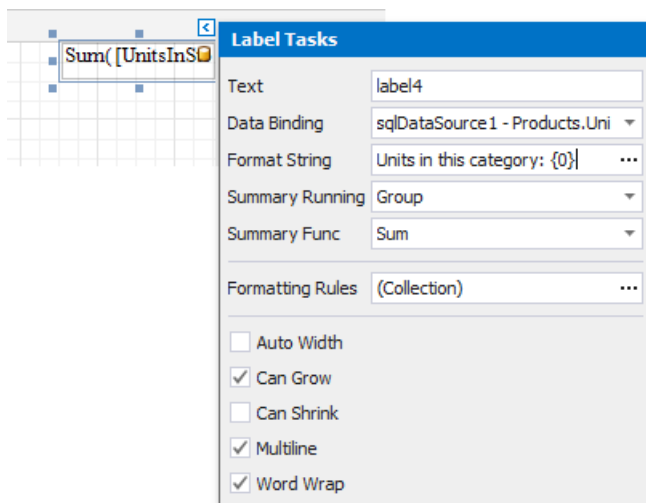 Sum([UnitsInS
Label Tasks
Text label4
Data Binding sqlDataSource1 - Products.Uni
Format String Units in this category: {0} ...
Summary Running Group
Summary Func Sum
Formatting Rules (Collection) ...
Auto Width
Can Grow
Can Shrink
Multiline
Word Wrap